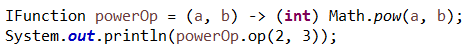 IFunction powerOp = (a, b) -> (int) Math.pow(a, b);
System.out.println(powerOp.op(2, 3));